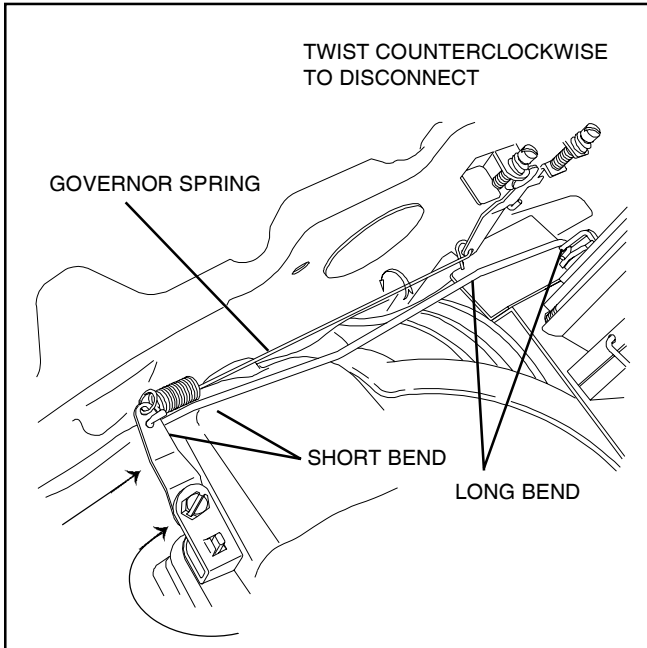 TWIST COUNTERCLOCKWISE
TO DISCONNECT
GOVERNOR SPRING
SHORT BEND
LONG BEND